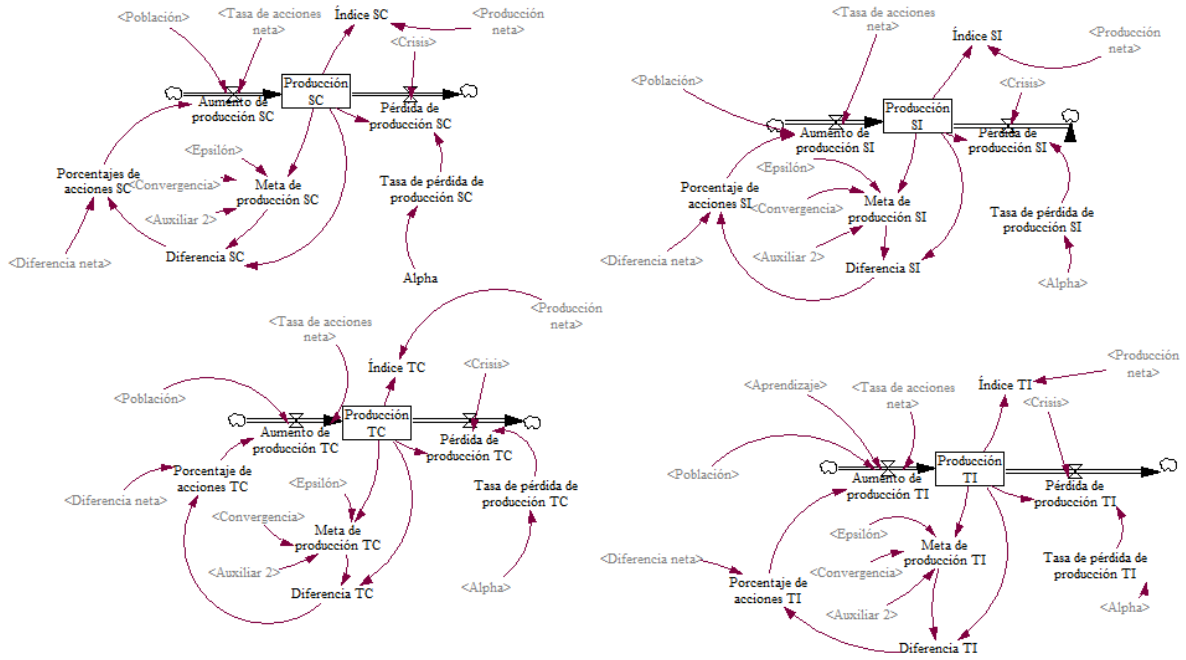 <Población>
<Tasa de acciones
neta>
Índice SC
<Producción
neta>
<Crisis>
Producción
SC
Aumento de
producción SC
Pérdida de
producción SC
<Epsilón>
Porcentajes de
acciones SC
<Convergencia>
Meta de
producción SC
Tasa de pérdida de
producción SC
<Auxiliar 2>
<Diferencia neta>
Diferencia SC
Alpha
<Tasa de acciones
neta>
Índice SI
<Producción
neta>
<Población>
<Crisis>
Producción
SI
Aumento de
producción SI
Pérdida de
producción SI
<Epsilón>
Porcentaje de
acciones SI
<Convergencia>
Meta de
producción SI
Tasa de pérdida de
producción SI
<Auxiliar 2>
<Diferencia neta>
Diferencia SI
<Alpha>
<Tasa de acciones
neta>
<Producción
neta>
Índice TC
<Crisis>
<Población>
Producción
TC
Aumento de
producción TC
Pérdida de
producción TC
Porcentaje de
acciones TC
<Diferencia neta>
<Epsilón>
Tasa de pérdida de
producción TC
<Convergencia>
Meta de
producción TC
<Auxiliar 2>
Diferencia TC
<Alpha>
<Aprendizaje>
<Tasa de acciones
neta>
Índice TI
<Producción
neta>
<Crisis>
<Población>
Producción
TI
Aumento de
producción TI
Pérdida de
producción TI
<Epsilón>
<Diferencia neta>
Meta de
producción TI
<Convergencia>
Tasa de pérdida de
producción TI
Porcentaje de
acciones TI
<Auxiliar 2>
<Alpha>
Diferencia TI